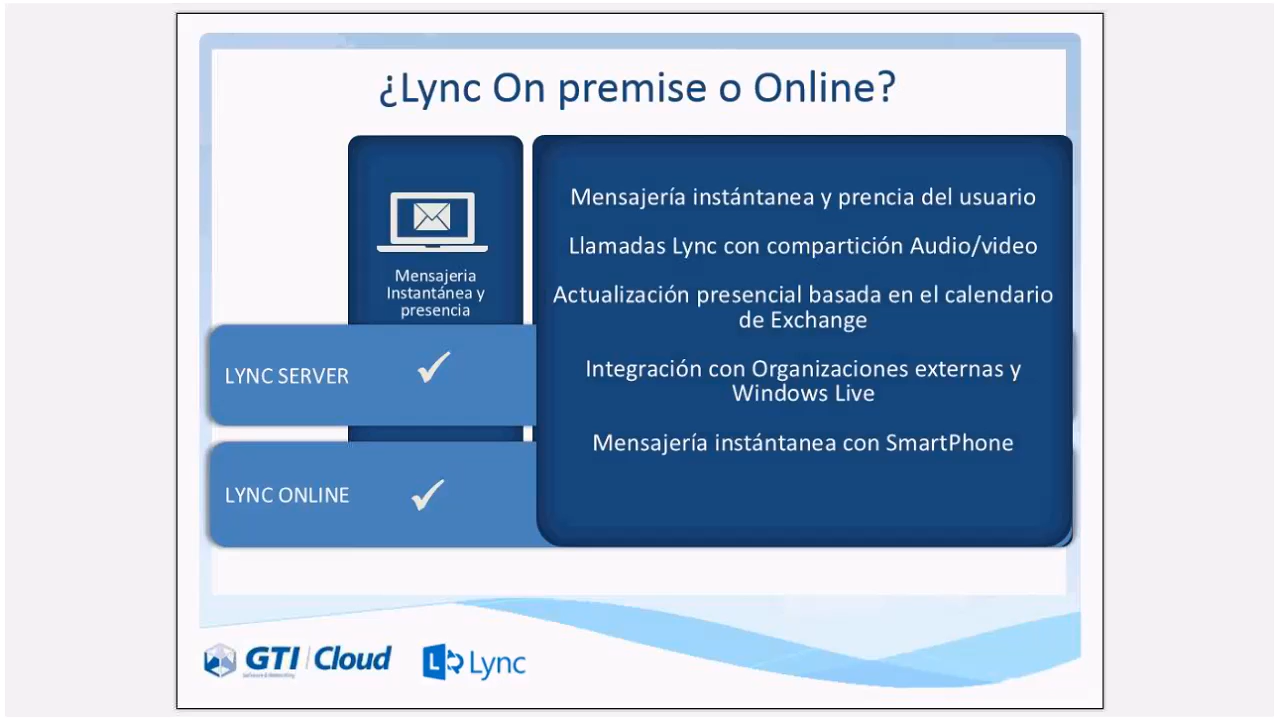 ¿Lync On premise o Online?
Mensajeria
Instantánea y
presencia
LYNC SERVER
LYNC ONLINE
Mensajería instántanea y prencia del usuario
Llamadas Lync con compartición Audio/video
Actualización presencial basada en el calendario
de Exchange
Integración con Organizaciones externas y
Windows Live
Mensajería instántanea con SmartPhone
GTI Cloud
Software & Networking
Lync